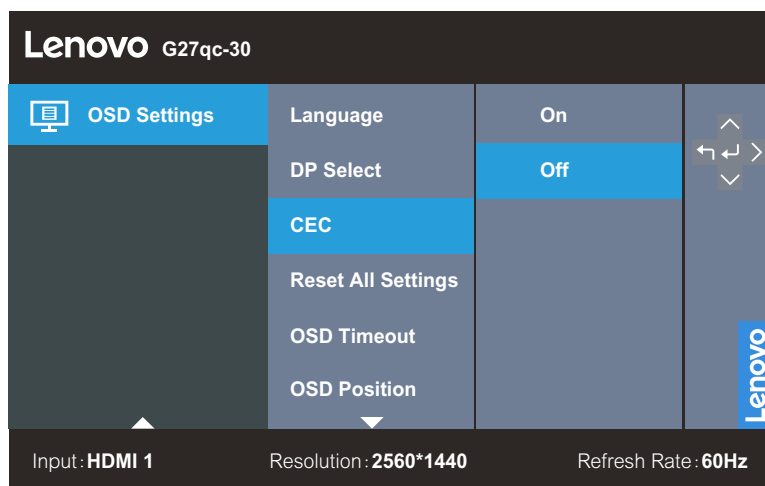 Lenovo G27qc-30
OSD Settings
Language
DP Select
CEC
Reset All Settings
OSD Timeout
OSD Position
On
Off
Lenovo
Input: HDMI 1
Resolution: 2560*1440
Refresh Rate: 60Hz